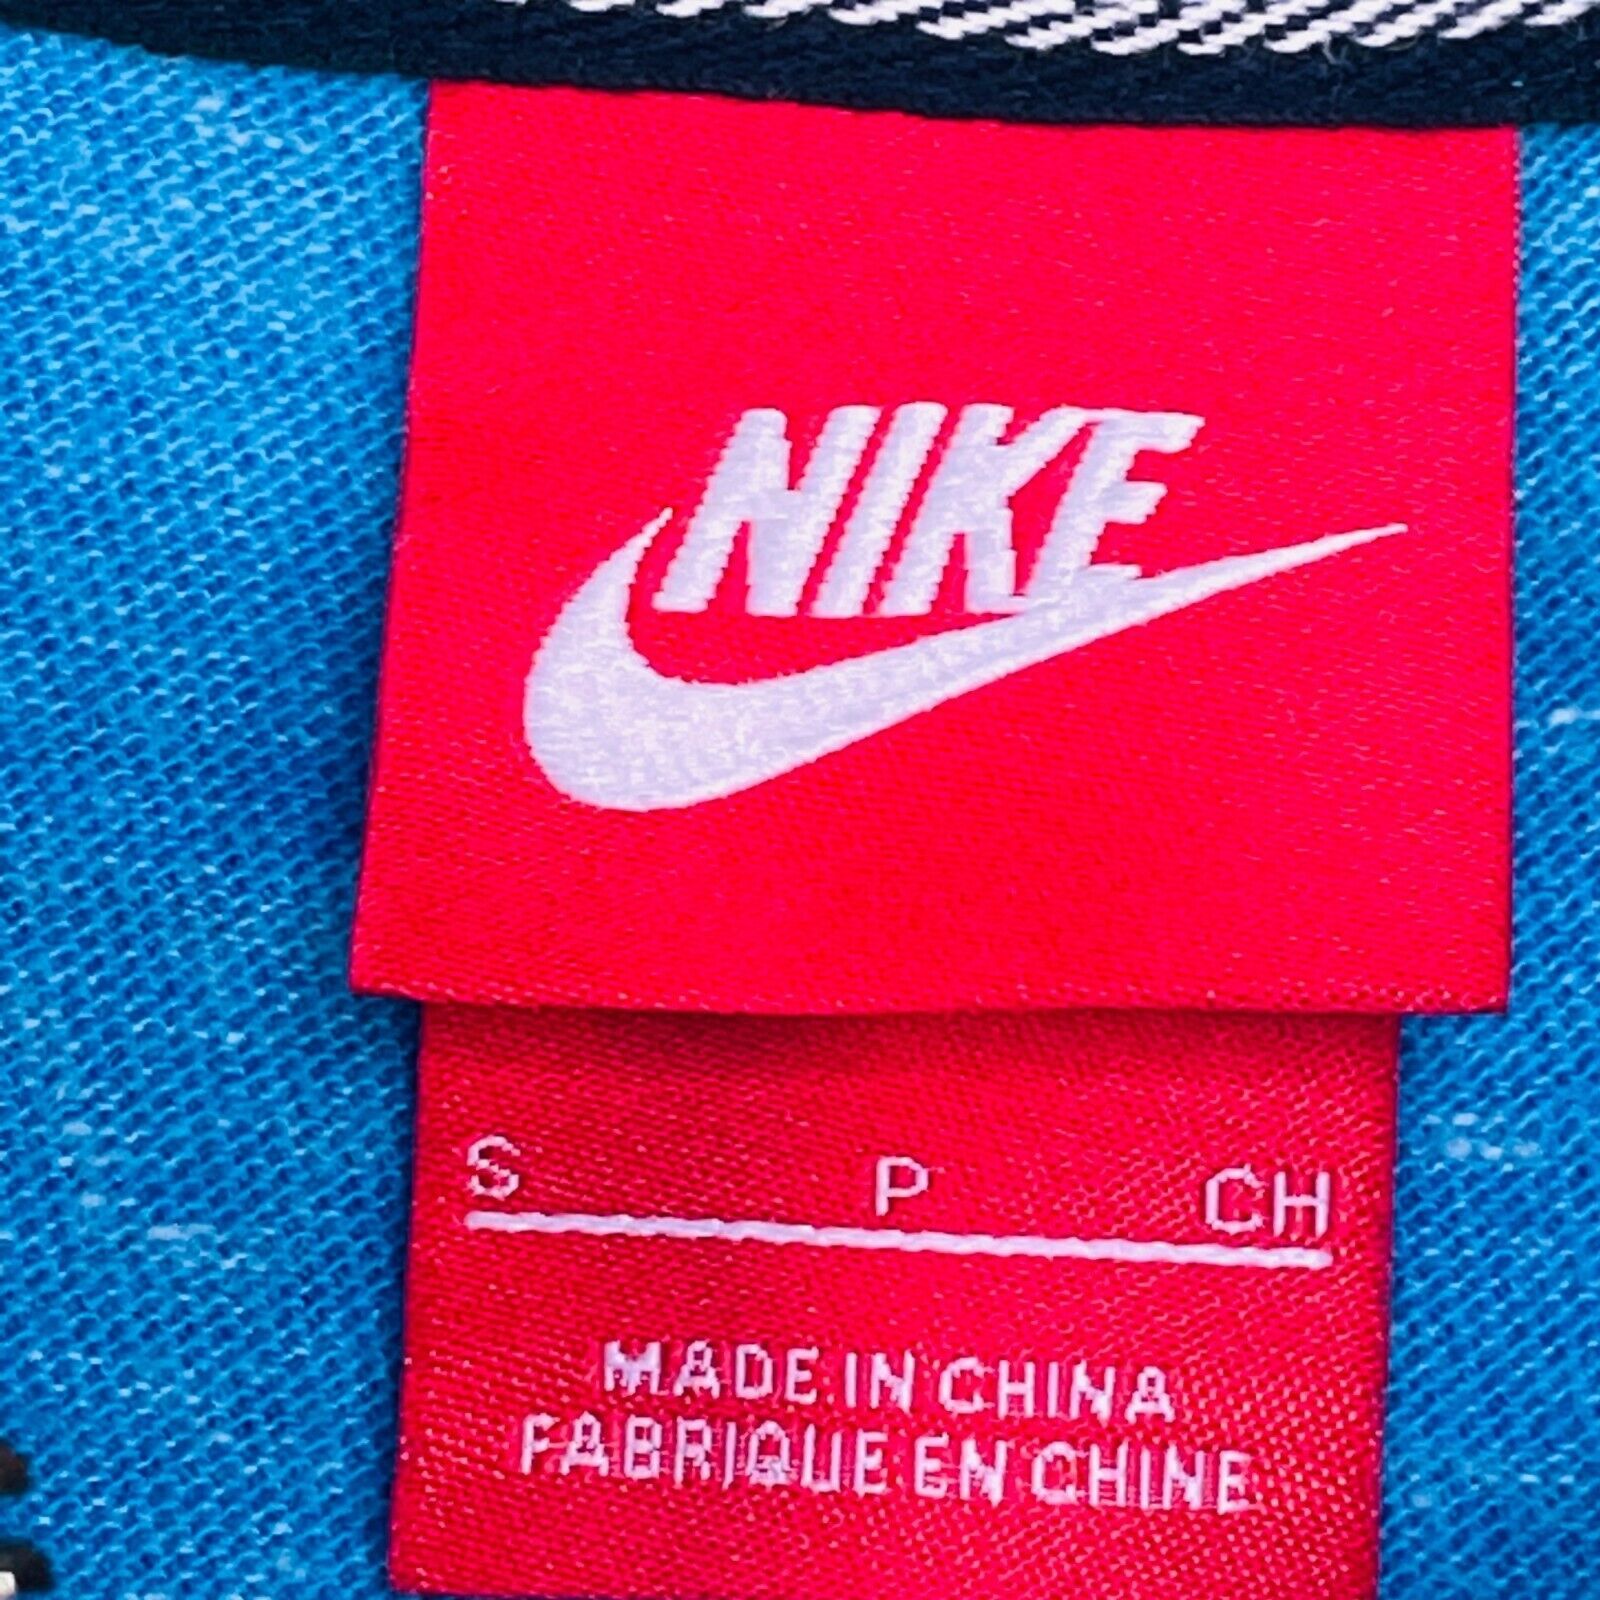 NIKE
S P CH
MADE IN CHINA
FABRIQUE EN CHINE